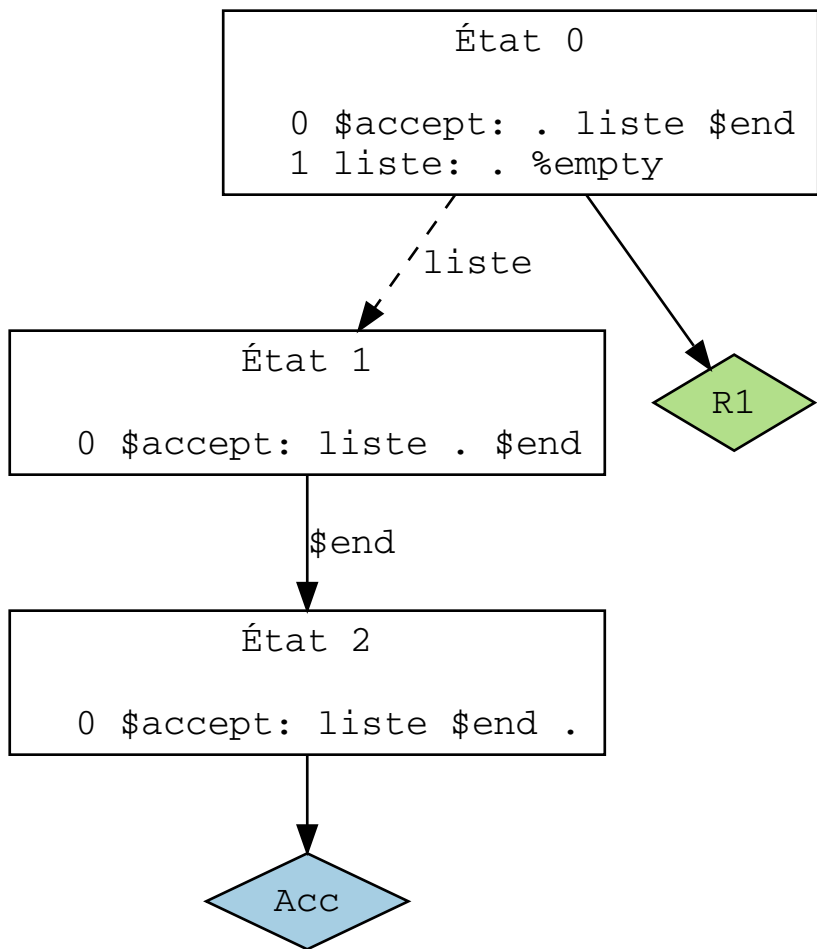 État 0
0 $accept: . liste $end
1 liste: . %empty
liste
État 1
0 $accept: liste . $end
R1
$end
État 2
0 $accept: liste $end .
Acc